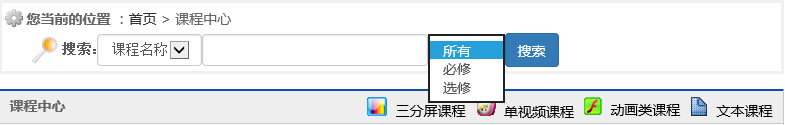 您当前的位置 ：首页 > 课程中心
搜索: 课程名称 所有 搜索
必修
选修
课程中心 三分屏课程 单视频课程 动画类课程 文本课程